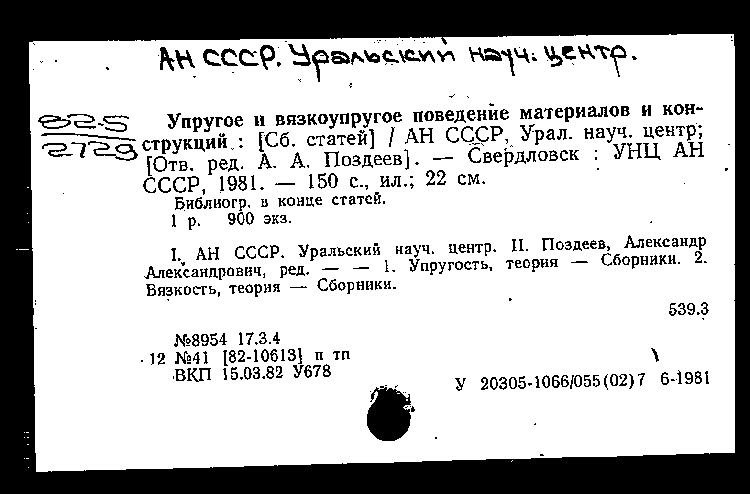 АН СССР. Уральский науч. центр.
82-5
2729
Упругое и вязкоупругое поведение материалов и кон-
струкций : [Сб. статей] / АН СССР, Урал. науч. центр;
[Отв. ред. А. А. Поздеев]. — Свердловск : УНЦ АН
СССР, 1981. — 150 с., ил.; 22 см.
Библиогр. в конце статей.
1 р. 900 экз.
I. АН СССР. Уральский науч. центр. II. Поздеев, Александр
Александрович, ред. — — 1. Упругость, теория — Сборники. 2.
Вязкость, теория — Сборники.
539.3
№8954 17.3.4
12 №41 [82-10613] п тп
ВКП 15.03.82 У678
У 20305-1066/055(02)7 6-1981